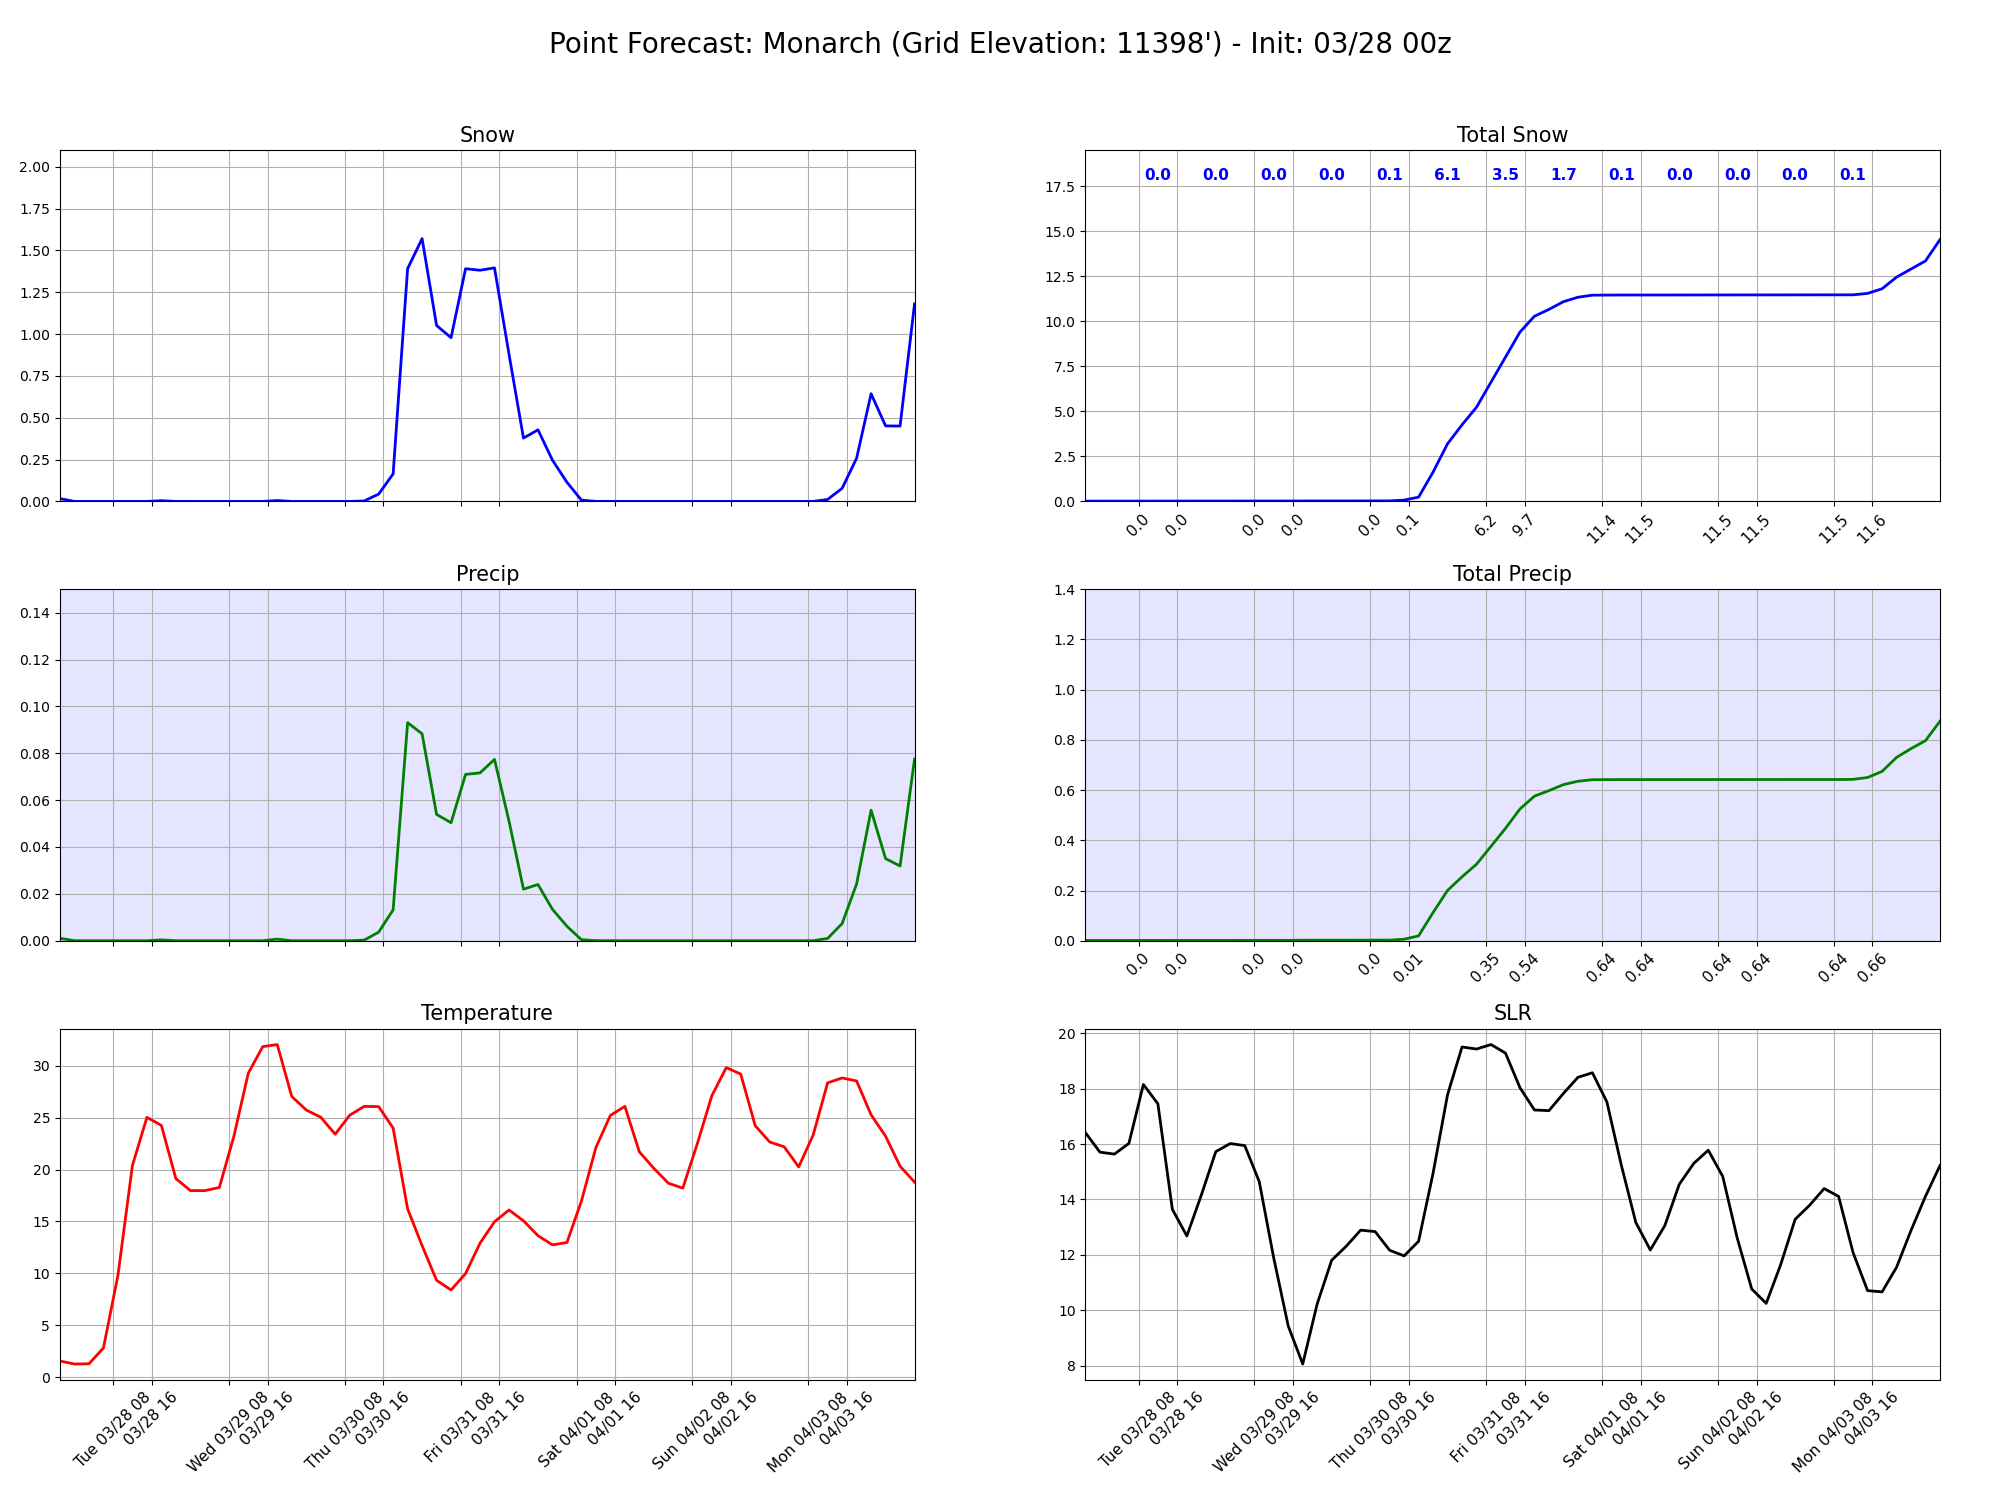 Point Forecast: Monarch (Grid Elevation: 11398') - Init: 03/28 00z
Snow
2.00
1.75
1.50
1.25
1.00
0.75
0.50
0.25
0.00
Total Snow
0.0 0.0 0.0 0.0 0.1 6.1 3.5 1.7 0.1 0.0 0.0 0.0 0.1
17.5
15.0
12.5
10.0
7.5
5.0
2.5
0.0
0.0 0.0 0.0 0.0 0.0 0.1 6.2 9.7 11.4 11.5 11.5 11.5 11.5 11.6
Precip
0.14
0.12
0.10
0.08
0.06
0.04
0.02
0.00
Total Precip
1.4
1.2
1.0
0.8
0.6
0.4
0.2
0.0
0.0 0.0 0.0 0.0 0.0 0.01 0.35 0.54 0.64 0.64 0.64 0.64 0.64 0.66
Temperature
30
25
20
15
10
5
0
Tue 03/28 08
03/28 16
Wed 03/29 08
03/29 16
Thu 03/30 08
03/30 16
Fri 03/31 08
03/31 16
Sat 04/01 08
04/01 16
Sun 04/02 08
04/02 16
Mon 04/03 08
04/03 16
SLR
20
18
16
14
12
10
8
Tue 03/28 08
03/28 16
Wed 03/29 08
03/29 16
Thu 03/30 08
03/30 16
Fri 03/31 08
03/31 16
Sat 04/01 08
04/01 16
Sun 04/02 08
04/02 16
Mon 04/03 08
04/03 16